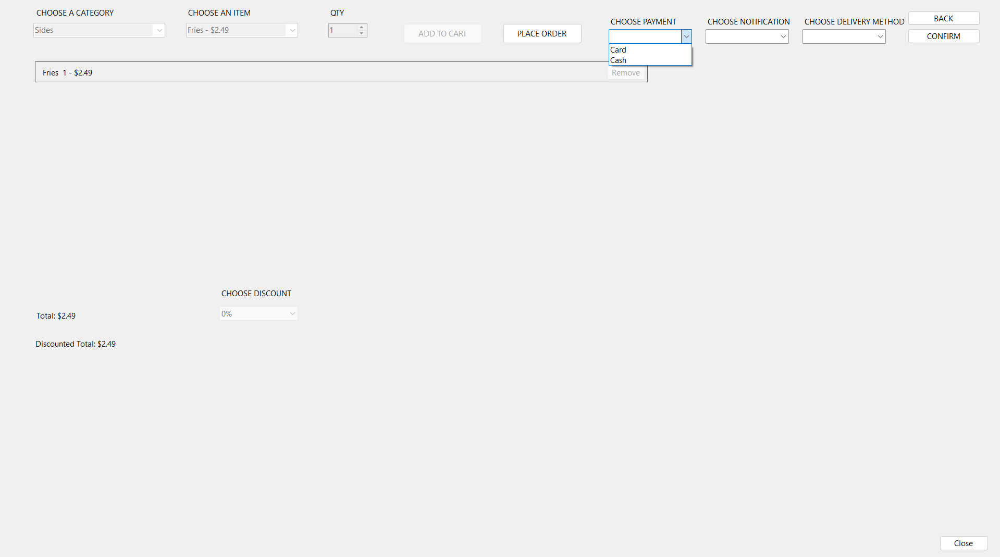 CHOOSE A CATEGORY
CHOOSE AN ITEM
QTY
CHOOSE PAYMENT
CHOOSE NOTIFICATION
CHOOSE DELIVERY METHOD
BACK
Sides
Fries - $2.49
1
ADD TO CART
PLACE ORDER
CONFIRM
Card
Cash
Fries 1 - $2.49
Remove
CHOOSE DISCOUNT
Total: $2.49
0%
Discounted Total: $2.49
Close